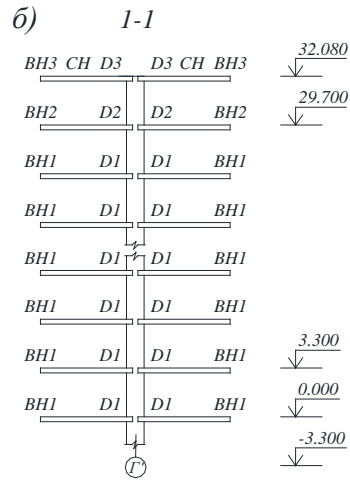 б) 1-1
32.080
ВН3 СН D3 D3 СН ВН3
29.700
ВН2 D2 D2 ВН2
ВН1 D1 D1 ВН1
ВН1 D1 D1 ВН1
ВН1 D1 D1 ВН1
ВН1 D1 D1 ВН1
3.300
ВН1 D1 D1 ВН1
0.000
ВН1 D1 D1 ВН1
-3.300
Г'